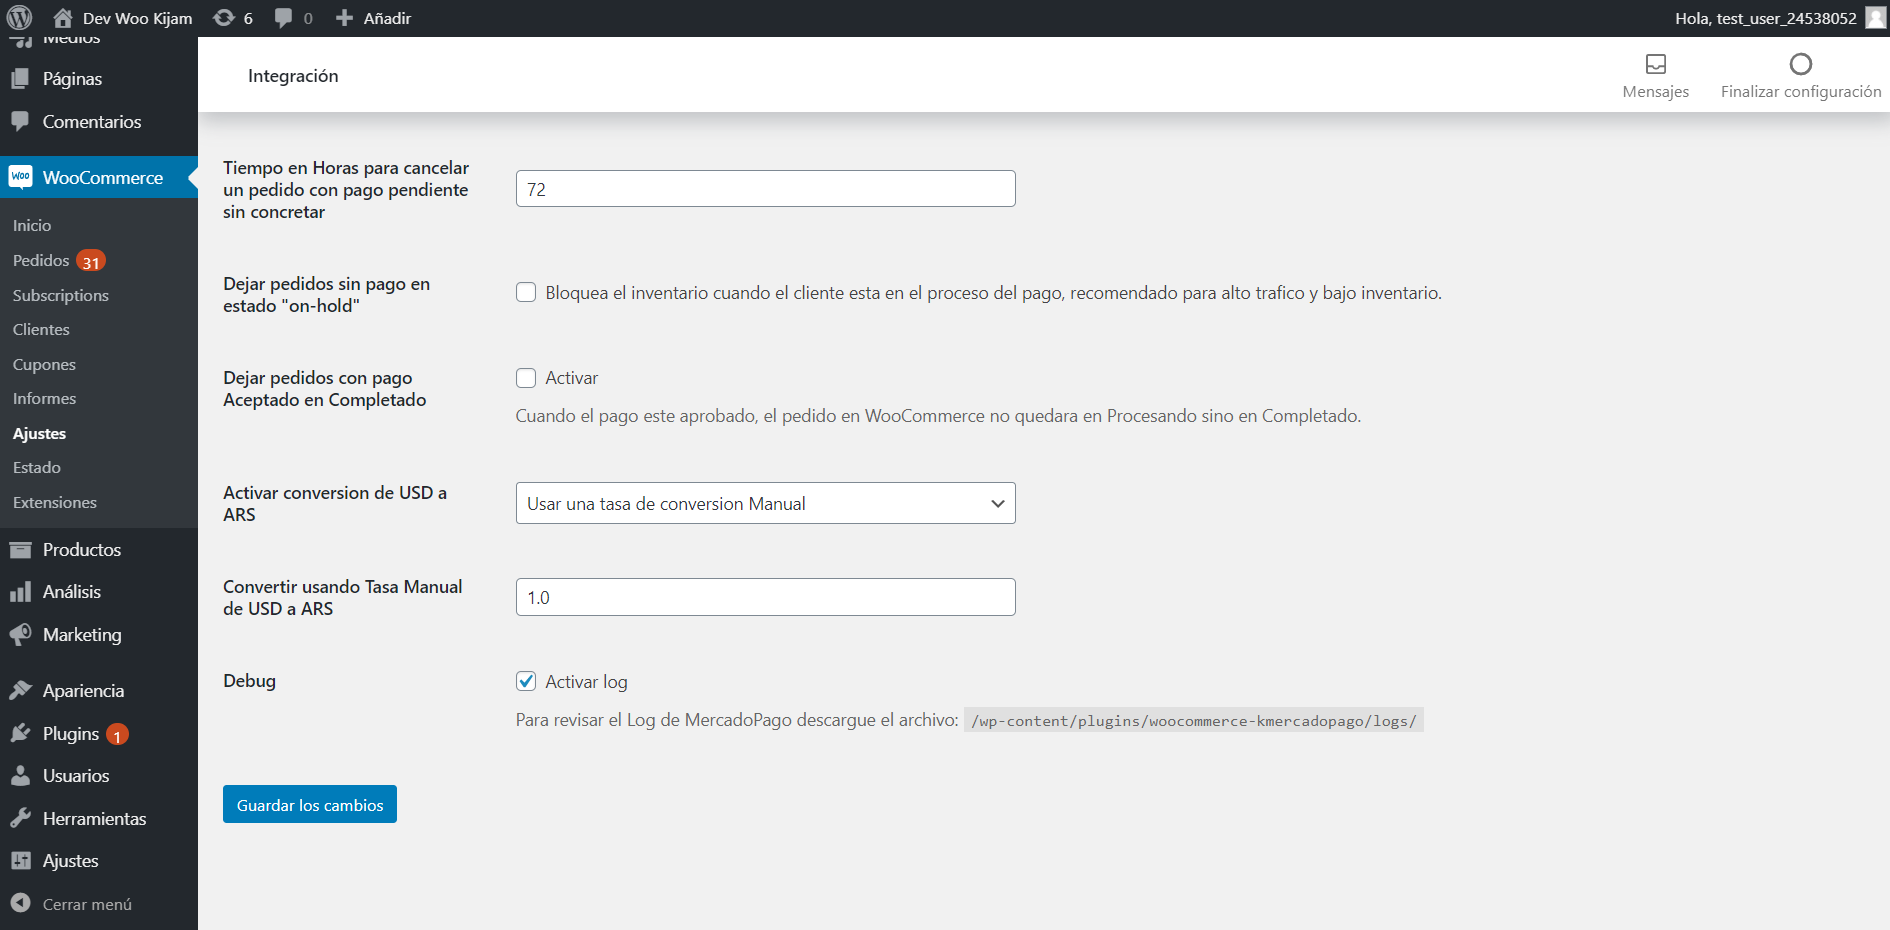 Dev Woo Kijam
6
0
Añadir
Hola, test_user_24538052
Medios
Páginas
Comentarios
Woo
WooCommerce
Inicio
Pedidos 31
Subscriptions
Clientes
Cupones
Informes
Ajustes
Estado
Extensiones
Productos
Análisis
Marketing
Apariencia
Plugins 1
Usuarios
Herramientas
Ajustes
Cerrar menú
Integración
Mensajes
Finalizar configuración
Tiempo en Horas para cancelar
un pedido con pago pendiente
sin concretar
72
Dejar pedidos sin pago en
estado "on-hold"
Bloquea el inventario cuando el cliente esta en el proceso del pago, recomendado para alto trafico y bajo inventario.
Dejar pedidos con pago
Aceptado en Completado
Activar
Cuando el pago este aprobado, el pedido en WooCommerce no quedara en Procesando sino en Completado.
Activar conversion de USD a
ARS
Usar una tasa de conversion Manual
Convertir usando Tasa Manual
de USD a ARS
1.0
Debug
Activar log
Para revisar el Log de MercadoPago descargue el archivo: /wp-content/plugins/woocommerce-kmercadopago/logs/
Guardar los cambios